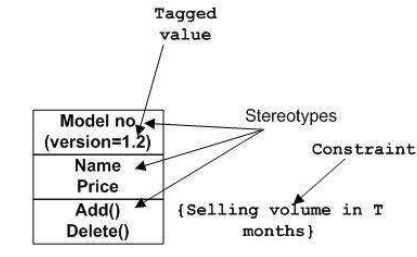 Tagged
value
Stereotypes
Model no.
(version=1.2)
Constraint
Name
Price
Add()
Delete()
{Selling volume in T
months}